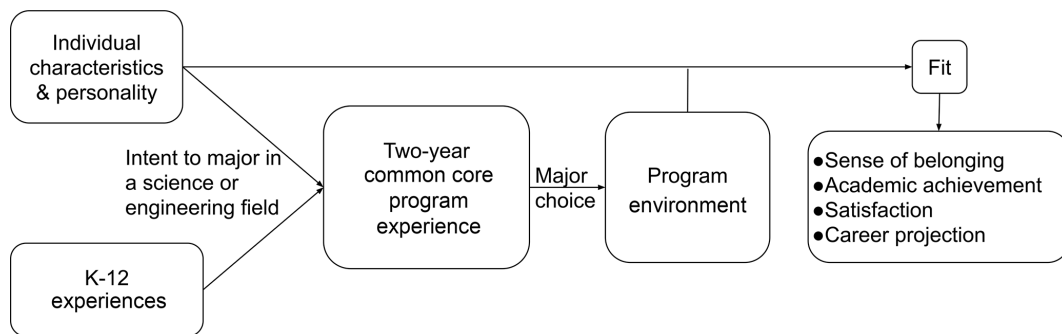 Individual
characteristics
& personality
Fit
Intent to major in
a science or
engineering field
Two-year
common core
program
experience
Major
choice
Program
environment
●Sense of belonging
●Academic achievement
●Satisfaction
●Career projection
K-12
experiences